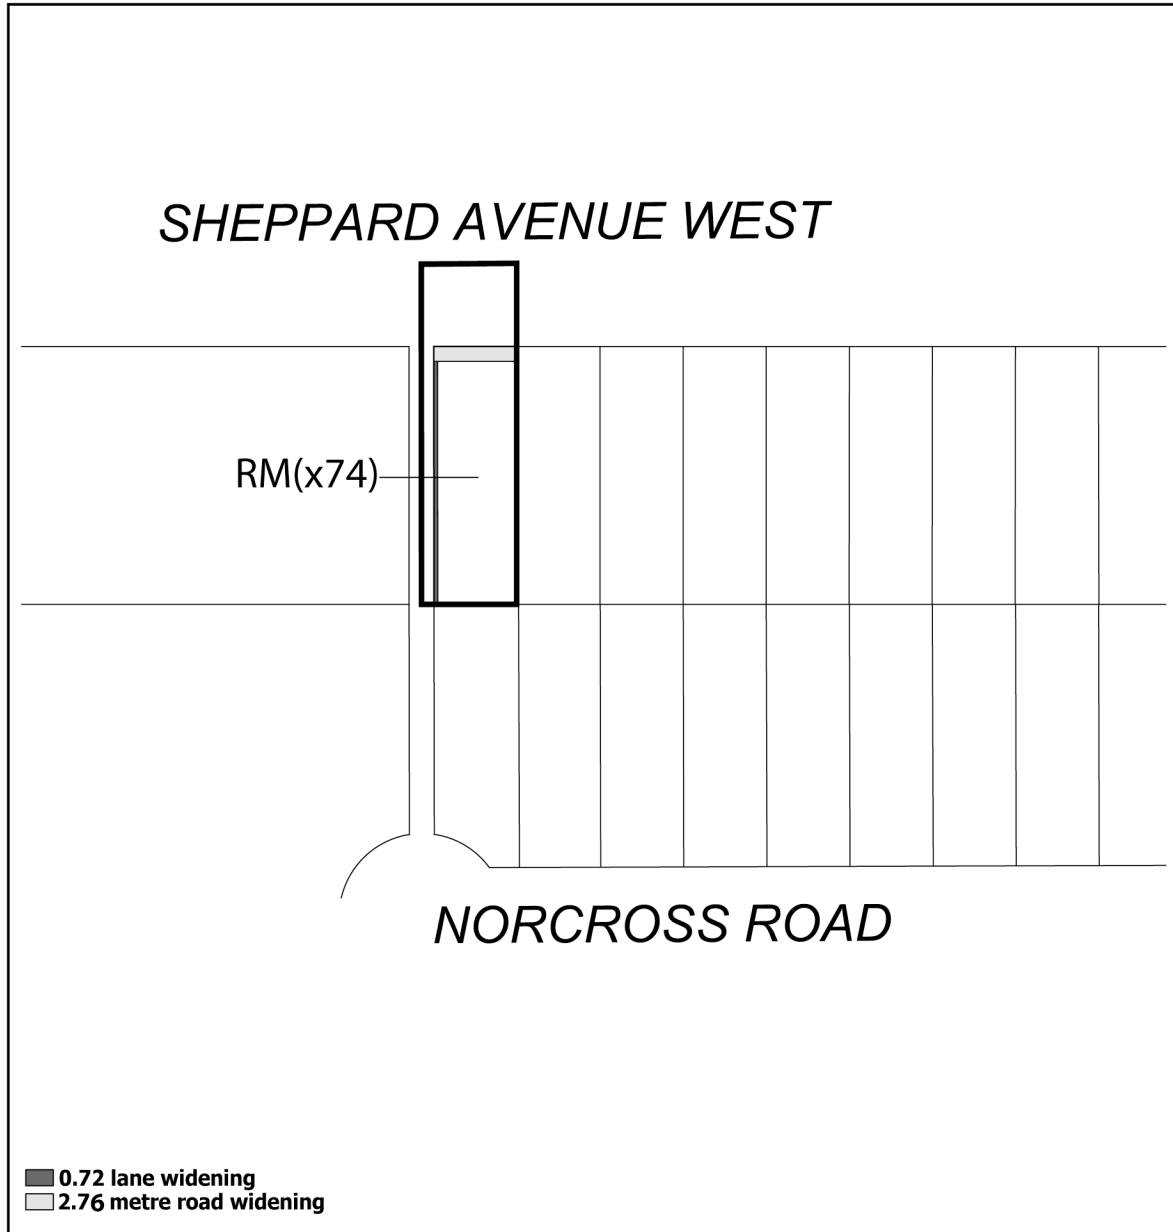 SHEPPARD AVENUE WEST
RM(x74)
NORCROSS ROAD
0.72 lane widening
2.76 metre road widening